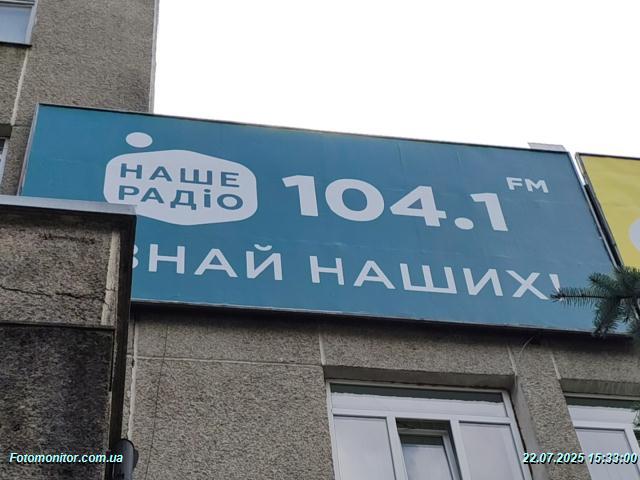 НАШЕ
РАДІО
104.1 FM
ЗНАЙ НАШИХ!
Fotomonitor.com.ua
22.07.2025 15:33:00